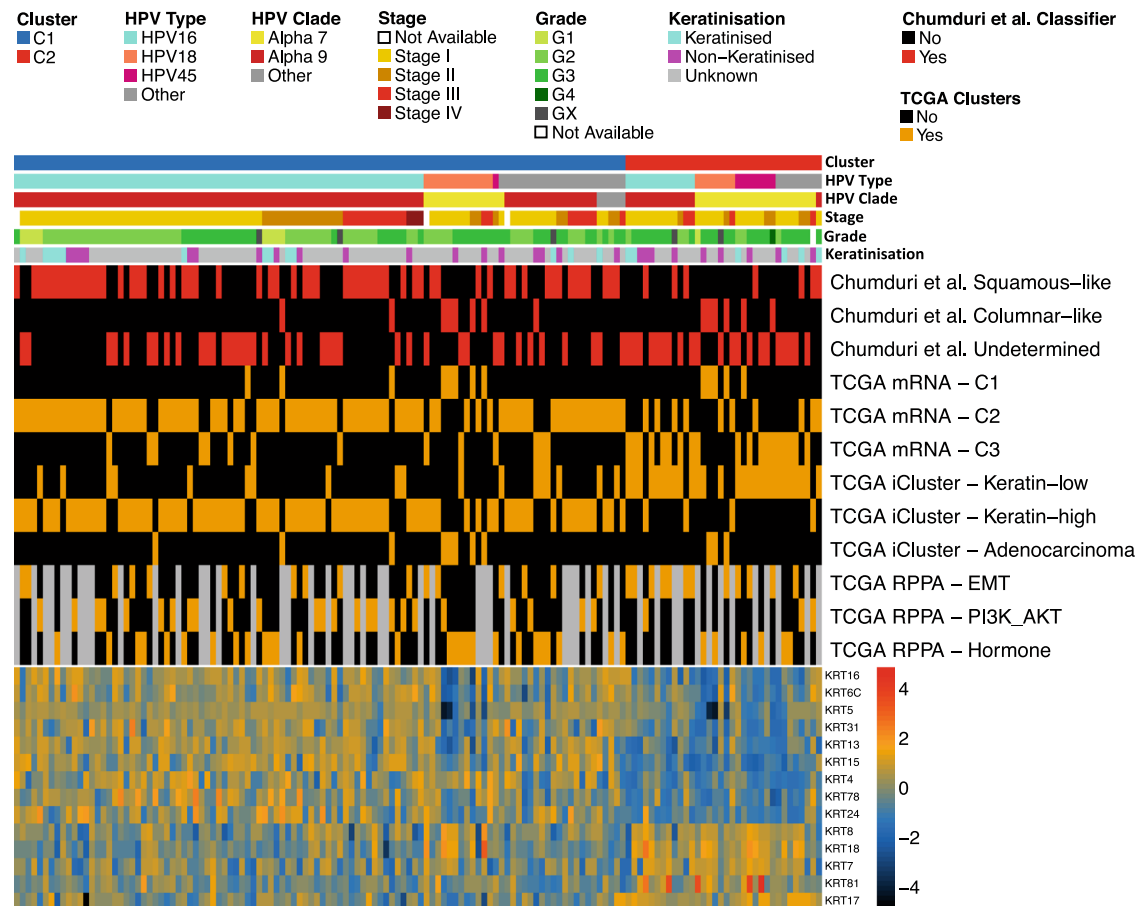 Cluster
C1
C2
HPV Type
HPV16
HPV18
HPV45
Other
HPV Clade
Alpha 7
Alpha 9
Other
Stage
Not Available
Stage I
Stage II
Stage III
Stage IV
Grade
G1
G2
G3
G4
GX
Not Available
Keratinisation
Keratinised
Non-Keratinised
Unknown
Chumduri et al. Classifier
No
Yes
TCGA Clusters
No
Yes
Cluster
HPV Type
HPV Clade
Stage
Grade
Keratinisation
Chumduri et al. Squamous-like
Chumduri et al. Columnar-like
Chumduri et al. Undetermined
TCGA mRNA – C1
TCGA mRNA – C2
TCGA mRNA – C3
TCGA iCluster – Keratin-low
TCGA iCluster – Keratin-high
TCGA iCluster – Adenocarcinoma
TCGA RPPA – EMT
TCGA RPPA – PI3K_AKT
TCGA RPPA – Hormone
KRT16
KRT6C
KRT5
KRT31
KRT13
KRT15
KRT4
KRT78
KRT24
KRT8
KRT18
KRT7
KRT81
KRT17
4
2
0
−2
−4